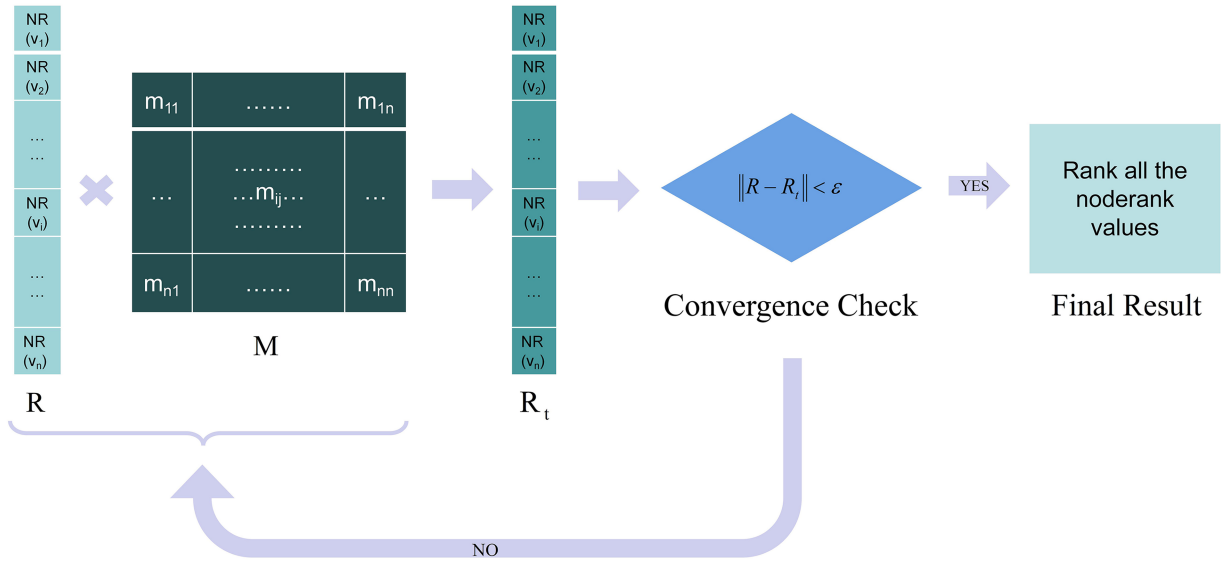 NR
(v₁)
NR
(v₂)
...
...
NR
(vᵢ)
...
...
NR
(vₙ)
R
m₁₁
......
m₁ₙ
...
.........
...mᵢⱼ...
.........
...
mₙ₁
......
mₙₙ
M
NR
(v₁)
NR
(v₂)
...
...
NR
(vᵢ)
...
...
NR
(vₙ)
Rₜ
‖R − Rₜ‖ < ε
Convergence Check
YES
Rank all the
noderank
values
Final Result
NO